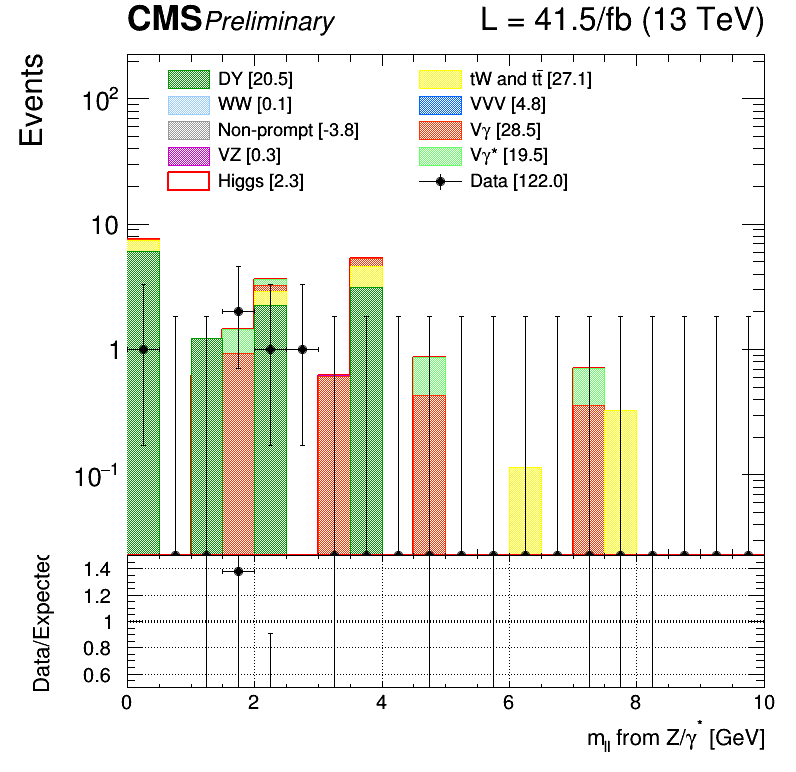 CMS Preliminary L = 41.5/fb (13 TeV)
Events
DY [20.5]
WW [0.1]
Non-prompt [-3.8]
VZ [0.3]
Higgs [2.3]
tW and tt̄ [27.1]
VVV [4.8]
Vγ [28.5]
Vγ* [19.5]
Data [122.0]
10²
10
1
10⁻¹
Data/Expected
1.4
1.2
1
0.8
0.6
0 2 4 6 8 10
m_ll from Z/γ* [GeV]